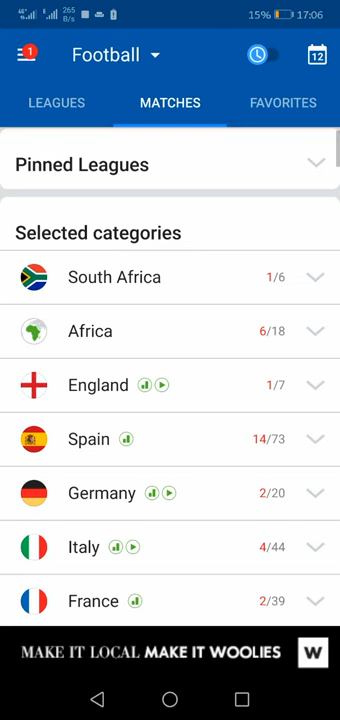 4G 265 B/s 15% 17:06
1 Football 12
LEAGUES MATCHES FAVORITES
Pinned Leagues
Selected categories
South Africa 1/6
Africa 6/18
England 1/7
Spain 14/73
Germany 2/20
Italy 4/44
France 2/39
MAKE IT LOCAL MAKE IT WOOLIES W